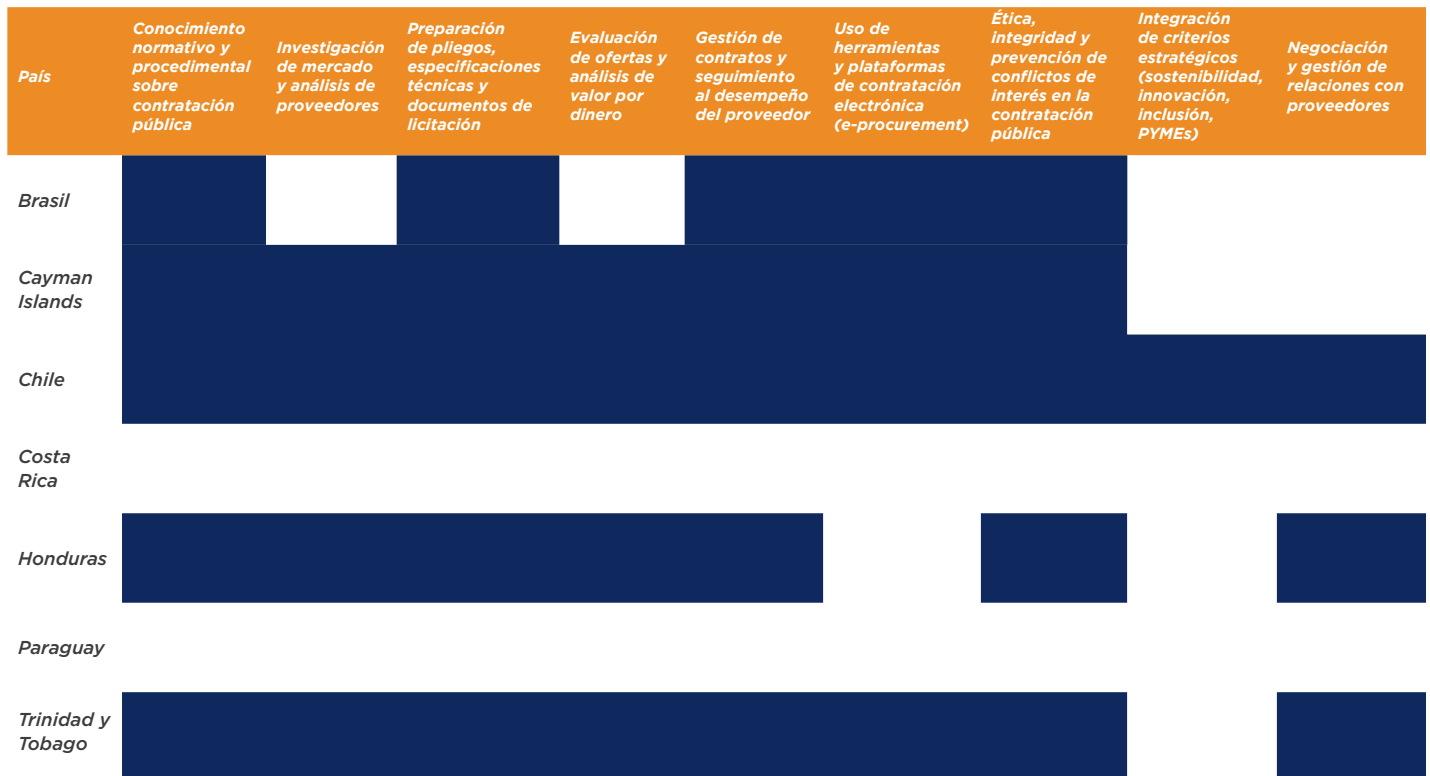 País
Conocimiento
normativo y
procedimental
sobre
contratación
pública
Investigación
de mercado
y análisis de
proveedores
Preparación
de pliegos,
especificaciones
técnicas y
documentos de
licitación
Evaluación
de ofertas y
análisis de
valor por
dinero
Gestión de
contratos y
seguimiento
al desempeño
del proveedor
Uso de
herramientas
y plataformas
de contratación
electrónica
(e-procurement)
Ética,
integridad y
prevención de
conflictos de
interés en la
contratación
pública
Integración
de criterios
estratégicos
(sostenibilidad,
innovación,
inclusión,
PYMEs)
Negociación
y gestión de
relaciones con
proveedores
Brasil
Cayman
Islands
Chile
Costa
Rica
Honduras
Paraguay
Trinidad y
Tobago